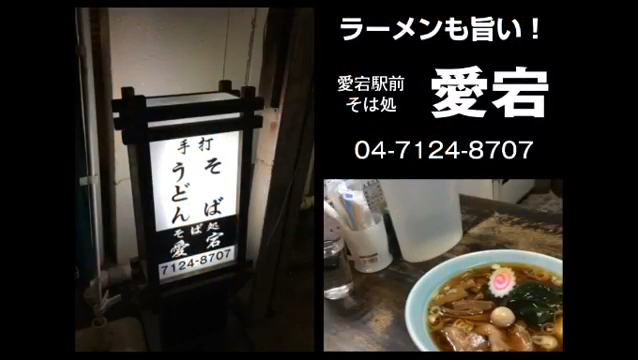 手打
そば
うどん
そば処
愛宕
7124-8707
ラーメンも旨い！
愛宕駅前
そは処
愛宕
04-7124-8707